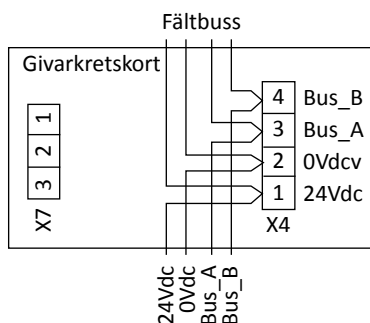 Fältbuss
Givarkretskort
4 Bus_B
3 Bus_A
2 0Vdcv
1 24Vdc
X4
1
2
3
X7
24Vdc
0Vdc
Bus_A
Bus_B